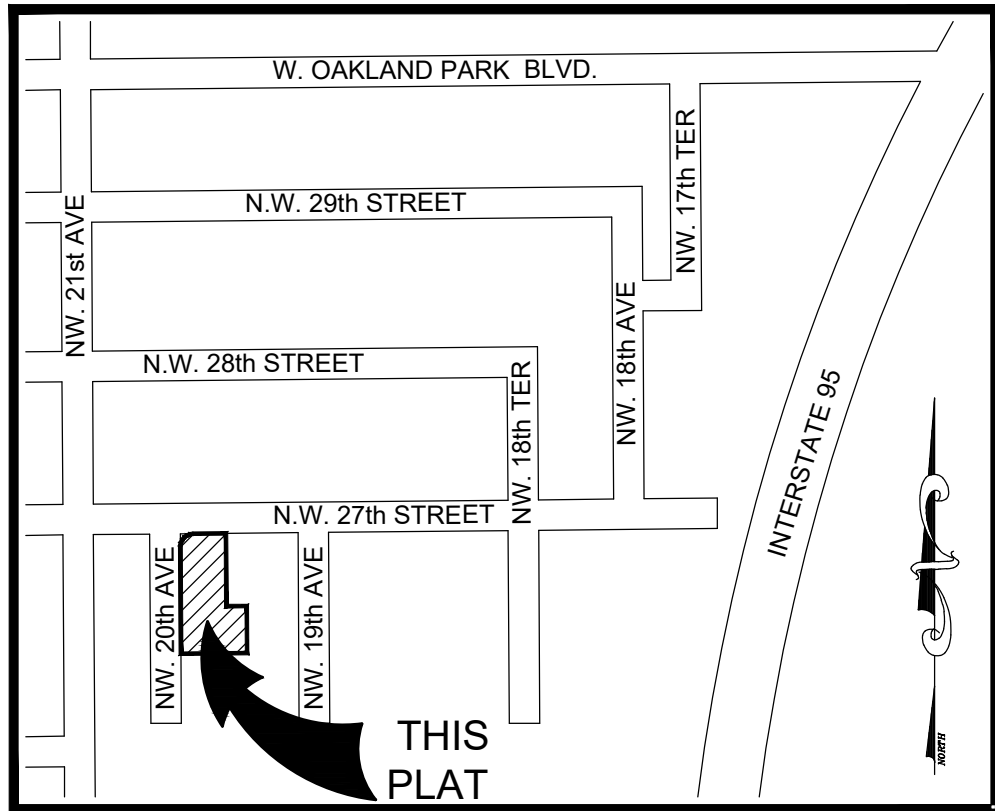 W. OAKLAND PARK BLVD.
NW. 17th TER
N.W. 29th STREET
NW. 21st AVE
NW. 18th AVE
N.W. 28th STREET
NW. 18th TER
INTERSTATE 95
N.W. 27th STREET
NW. 20th AVE
NW. 19th AVE
THIS
PLAT
NORTH